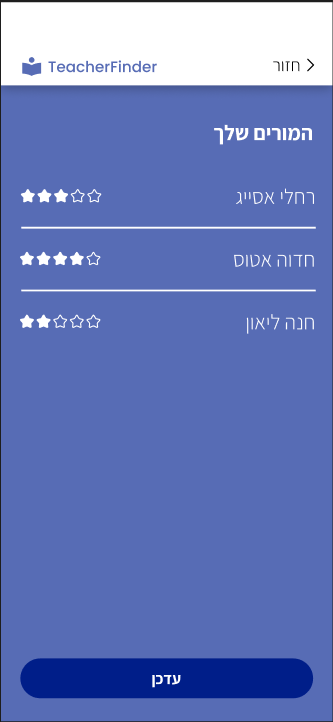 חזור
TeacherFinder
המורים שלך
רחלי אסייג
חדוה אטוס
חנה ליאון
עדכן